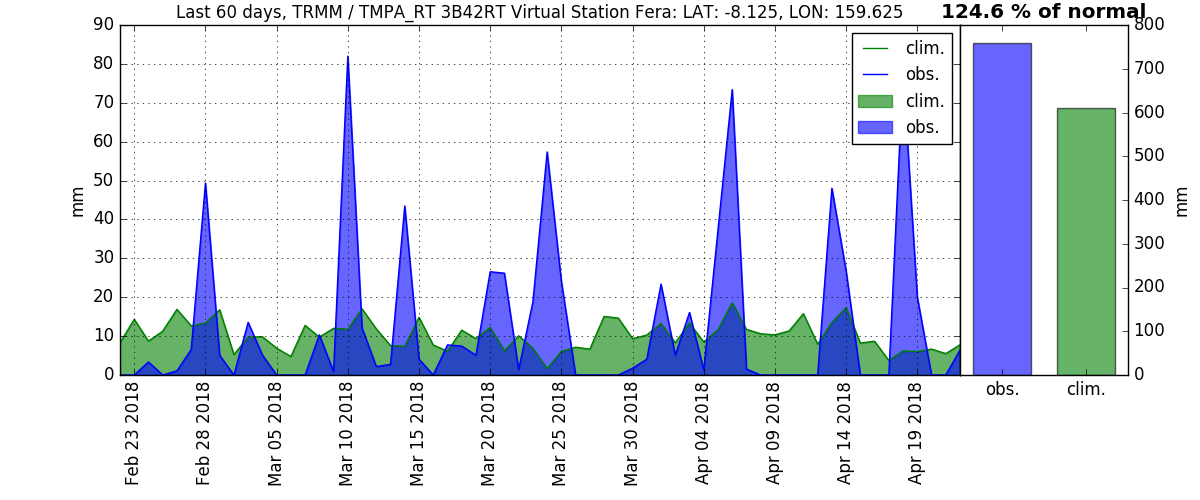 Last 60 days, TRMM / TMPA_RT 3B42RT Virtual Station Fera: LAT: -8.125, LON: 159.625
124.6 % of normal
90
80
70
60
50
40
30
20
10
0
mm
clim.
obs.
clim.
obs.
Feb 23 2018
Feb 28 2018
Mar 05 2018
Mar 10 2018
Mar 15 2018
Mar 20 2018
Mar 25 2018
Mar 30 2018
Apr 04 2018
Apr 09 2018
Apr 14 2018
Apr 19 2018
800
700
600
500
400
300
200
100
0
mm
obs.
clim.